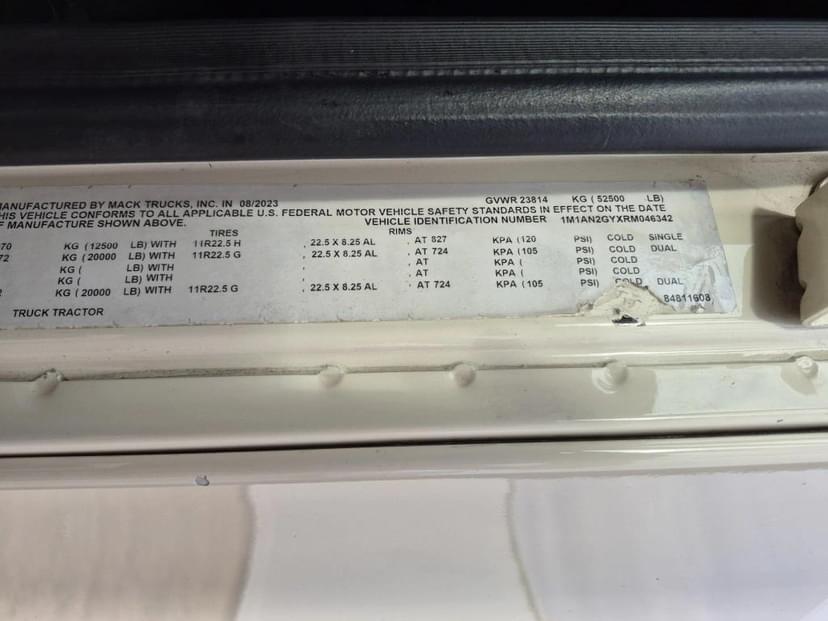 MANUFACTURED BY MACK TRUCKS, INC. IN 08/2023 GVWR 23814 KG ( 52500 LB)
THIS VEHICLE CONFORMS TO ALL APPLICABLE U.S. FEDERAL MOTOR VEHICLE SAFETY STANDARDS IN EFFECT ON THE DATE
OF MANUFACTURE SHOWN ABOVE. VEHICLE IDENTIFICATION NUMBER 1M1AN2GYXRM046342
TIRES RIMS
70 KG ( 12500 LB) WITH 11R22.5 H , 22.5 X 8.25 AL , AT 827 KPA ( 120 PSI) COLD SINGLE
72 KG ( 20000 LB) WITH 11R22.5 G , 22.5 X 8.25 AL , AT 724 KPA ( 105 PSI) COLD DUAL
KG ( LB) WITH , , AT KPA ( PSI) COLD
KG ( LB) WITH , , AT KPA ( PSI) COLD
2 KG ( 20000 LB) WITH 11R22.5 G , 22.5 X 8.25 AL , AT 724 KPA ( 105 PSI) COLD DUAL
84811608
TRUCK TRACTOR